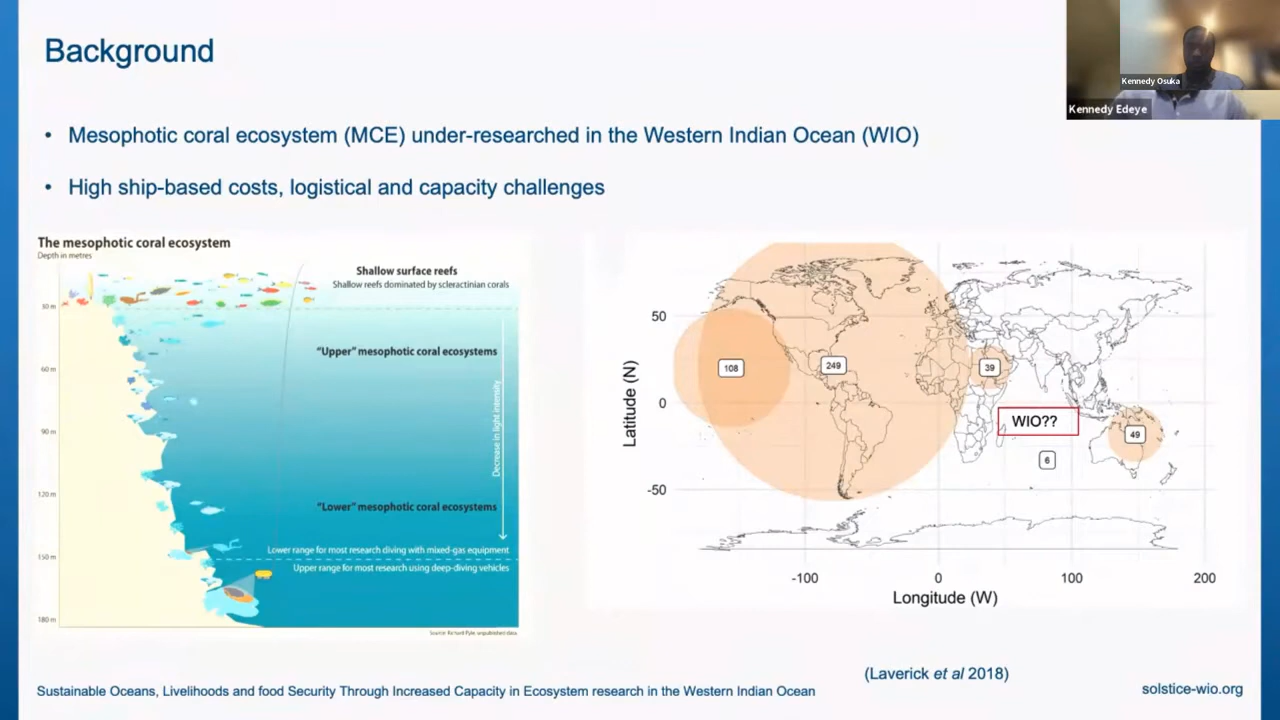 Background
Kennedy Osuka
Kennedy Edeye
• Mesophotic coral ecosystem (MCE) under-researched in the Western Indian Ocean (WIO)
• High ship-based costs, logistical and capacity challenges
The mesophotic coral ecosystem
Depth in metres
Shallow surface reefs
Shallow reefs dominated by scleractinian corals
30 m
"Upper" mesophotic coral ecosystems
60 m
Decrease in light intensity
90 m
120 m
"Lower" mesophotic coral ecosystems
Lower range for most research diving with mixed-gas equipment
150 m
Upper range for most research using deep-diving vehicles
180 m
Source: Richard Pyle, unpublished data
Latitude (N)
50
0
-50
108
249
39
WIO??
49
6
-100
0
100
200
Longitude (W)
(Laverick et al 2018)
Sustainable Oceans, Livelihoods and food Security Through Increased Capacity in Ecosystem research in the Western Indian Ocean
solstice-wio.org